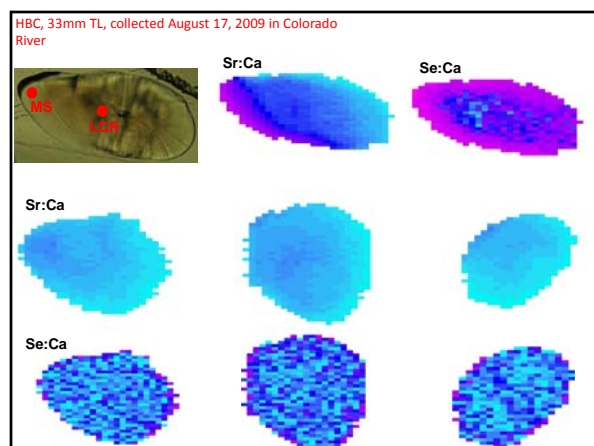 HBC, 33mm TL, collected August 17, 2009 in Colorado
River
Sr:Ca
Se:Ca
MS
LCR
Sr:Ca
Se:Ca